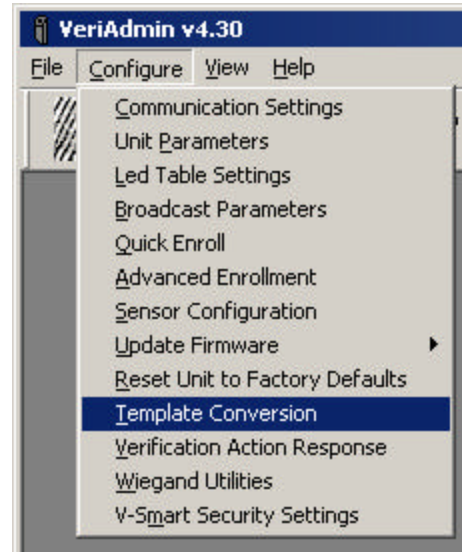 VeriAdmin v4.30
File Configure View Help
Communication Settings
Unit Parameters
Led Table Settings
Broadcast Parameters
Quick Enroll
Advanced Enrollment
Sensor Configuration
Update Firmware
Reset Unit to Factory Defaults
Template Conversion
Verification Action Response
Wiegand Utilities
V-Smart Security Settings